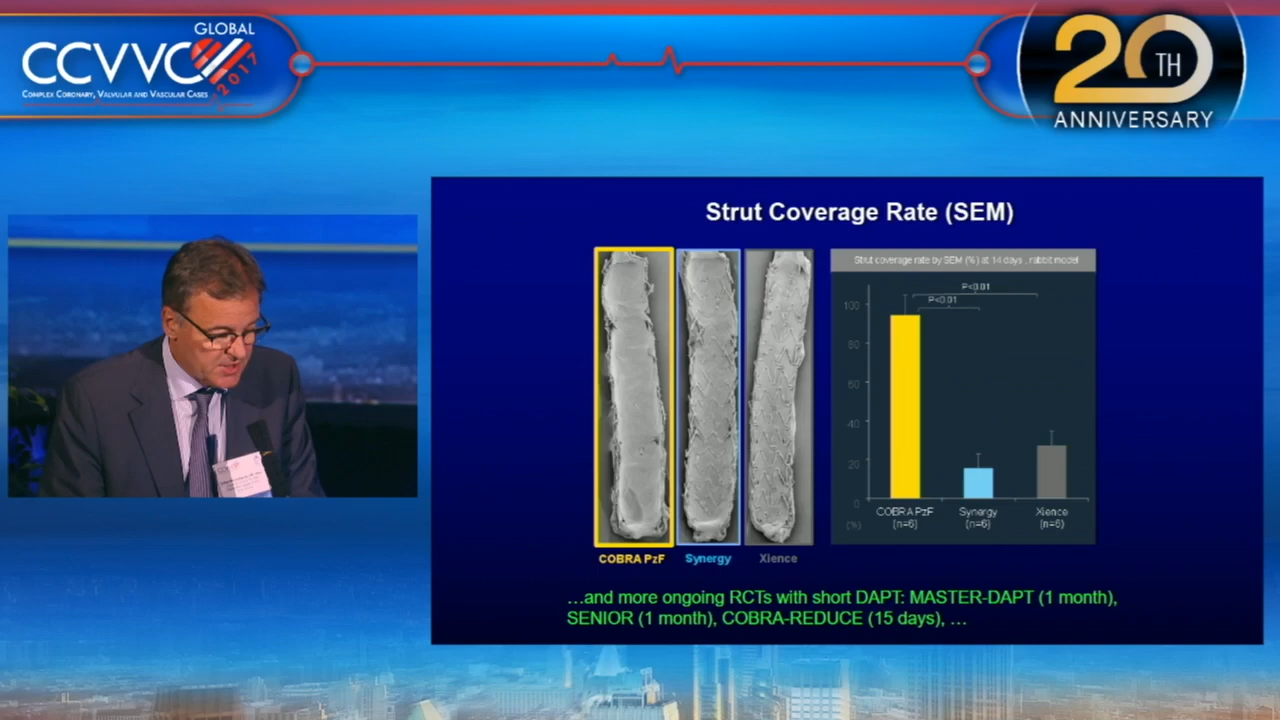 GLOBAL
CCVVC
2017
COMPLEX CORONARY, VALVULAR AND VASCULAR CASES
20TH
ANNIVERSARY
Strut Coverage Rate (SEM)
Strut coverage rate by SEM (%) at 14 days , rabbit model
P<0.01
P<0.01
100
80
60
40
20
0
(%)
COBRA PzF Synergy Xience
(n=6) (n=6) (n=6)
COBRA PzF Synergy Xience
…and more ongoing RCTs with short DAPT: MASTER-DAPT (1 month),
SENIOR (1 month), COBRA-REDUCE (15 days), …